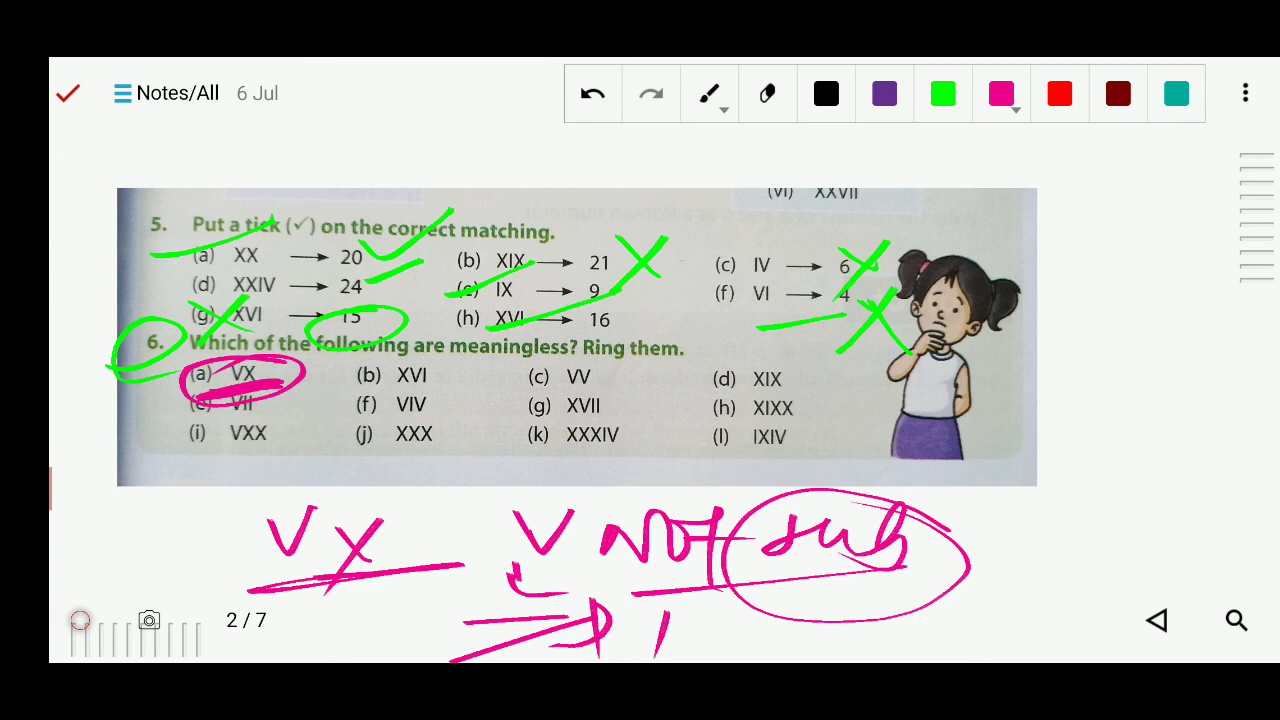 Notes/All 6 Jul
(vi) XXVII
5. Put a tick (✓) on the correct matching.
(a) XX → 20 (b) XIX → 21 (c) IV → 6
(d) XXIV → 24 (e) IX → 9 (f) VI → 4
(g) XVI → 15 (h) XVI → 16
6. Which of the following are meaningless? Ring them.
(a) VX (b) XVI (c) VV (d) XIX
(e) VII (f) VIV (g) XVII (h) XIXX
(i) VXX (j) XXX (k) XXXIV (l) IXIV
VX V NOT sub
2 / 7